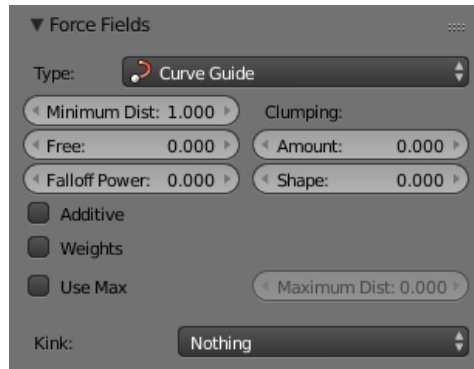 Force Fields
Type: Curve Guide
Minimum Dist: 1.000 Clumping:
Free: 0.000 Amount: 0.000
Falloff Power: 0.000 Shape: 0.000
Additive
Weights
Use Max Maximum Dist: 0.000
Kink: Nothing